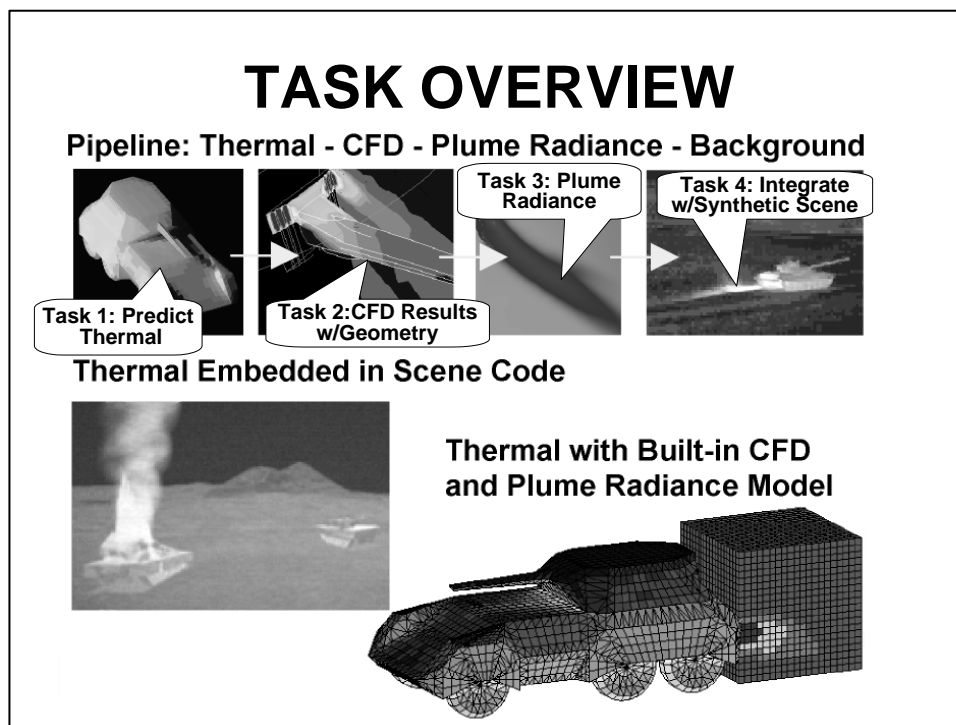 TASK OVERVIEW
Pipeline: Thermal - CFD - Plume Radiance - Background
Task 1: Predict
Thermal
Task 2:CFD Results
w/Geometry
Task 3: Plume
Radiance
Task 4: Integrate
w/Synthetic Scene
Thermal Embedded in Scene Code
Thermal with Built-in CFD
and Plume Radiance Model